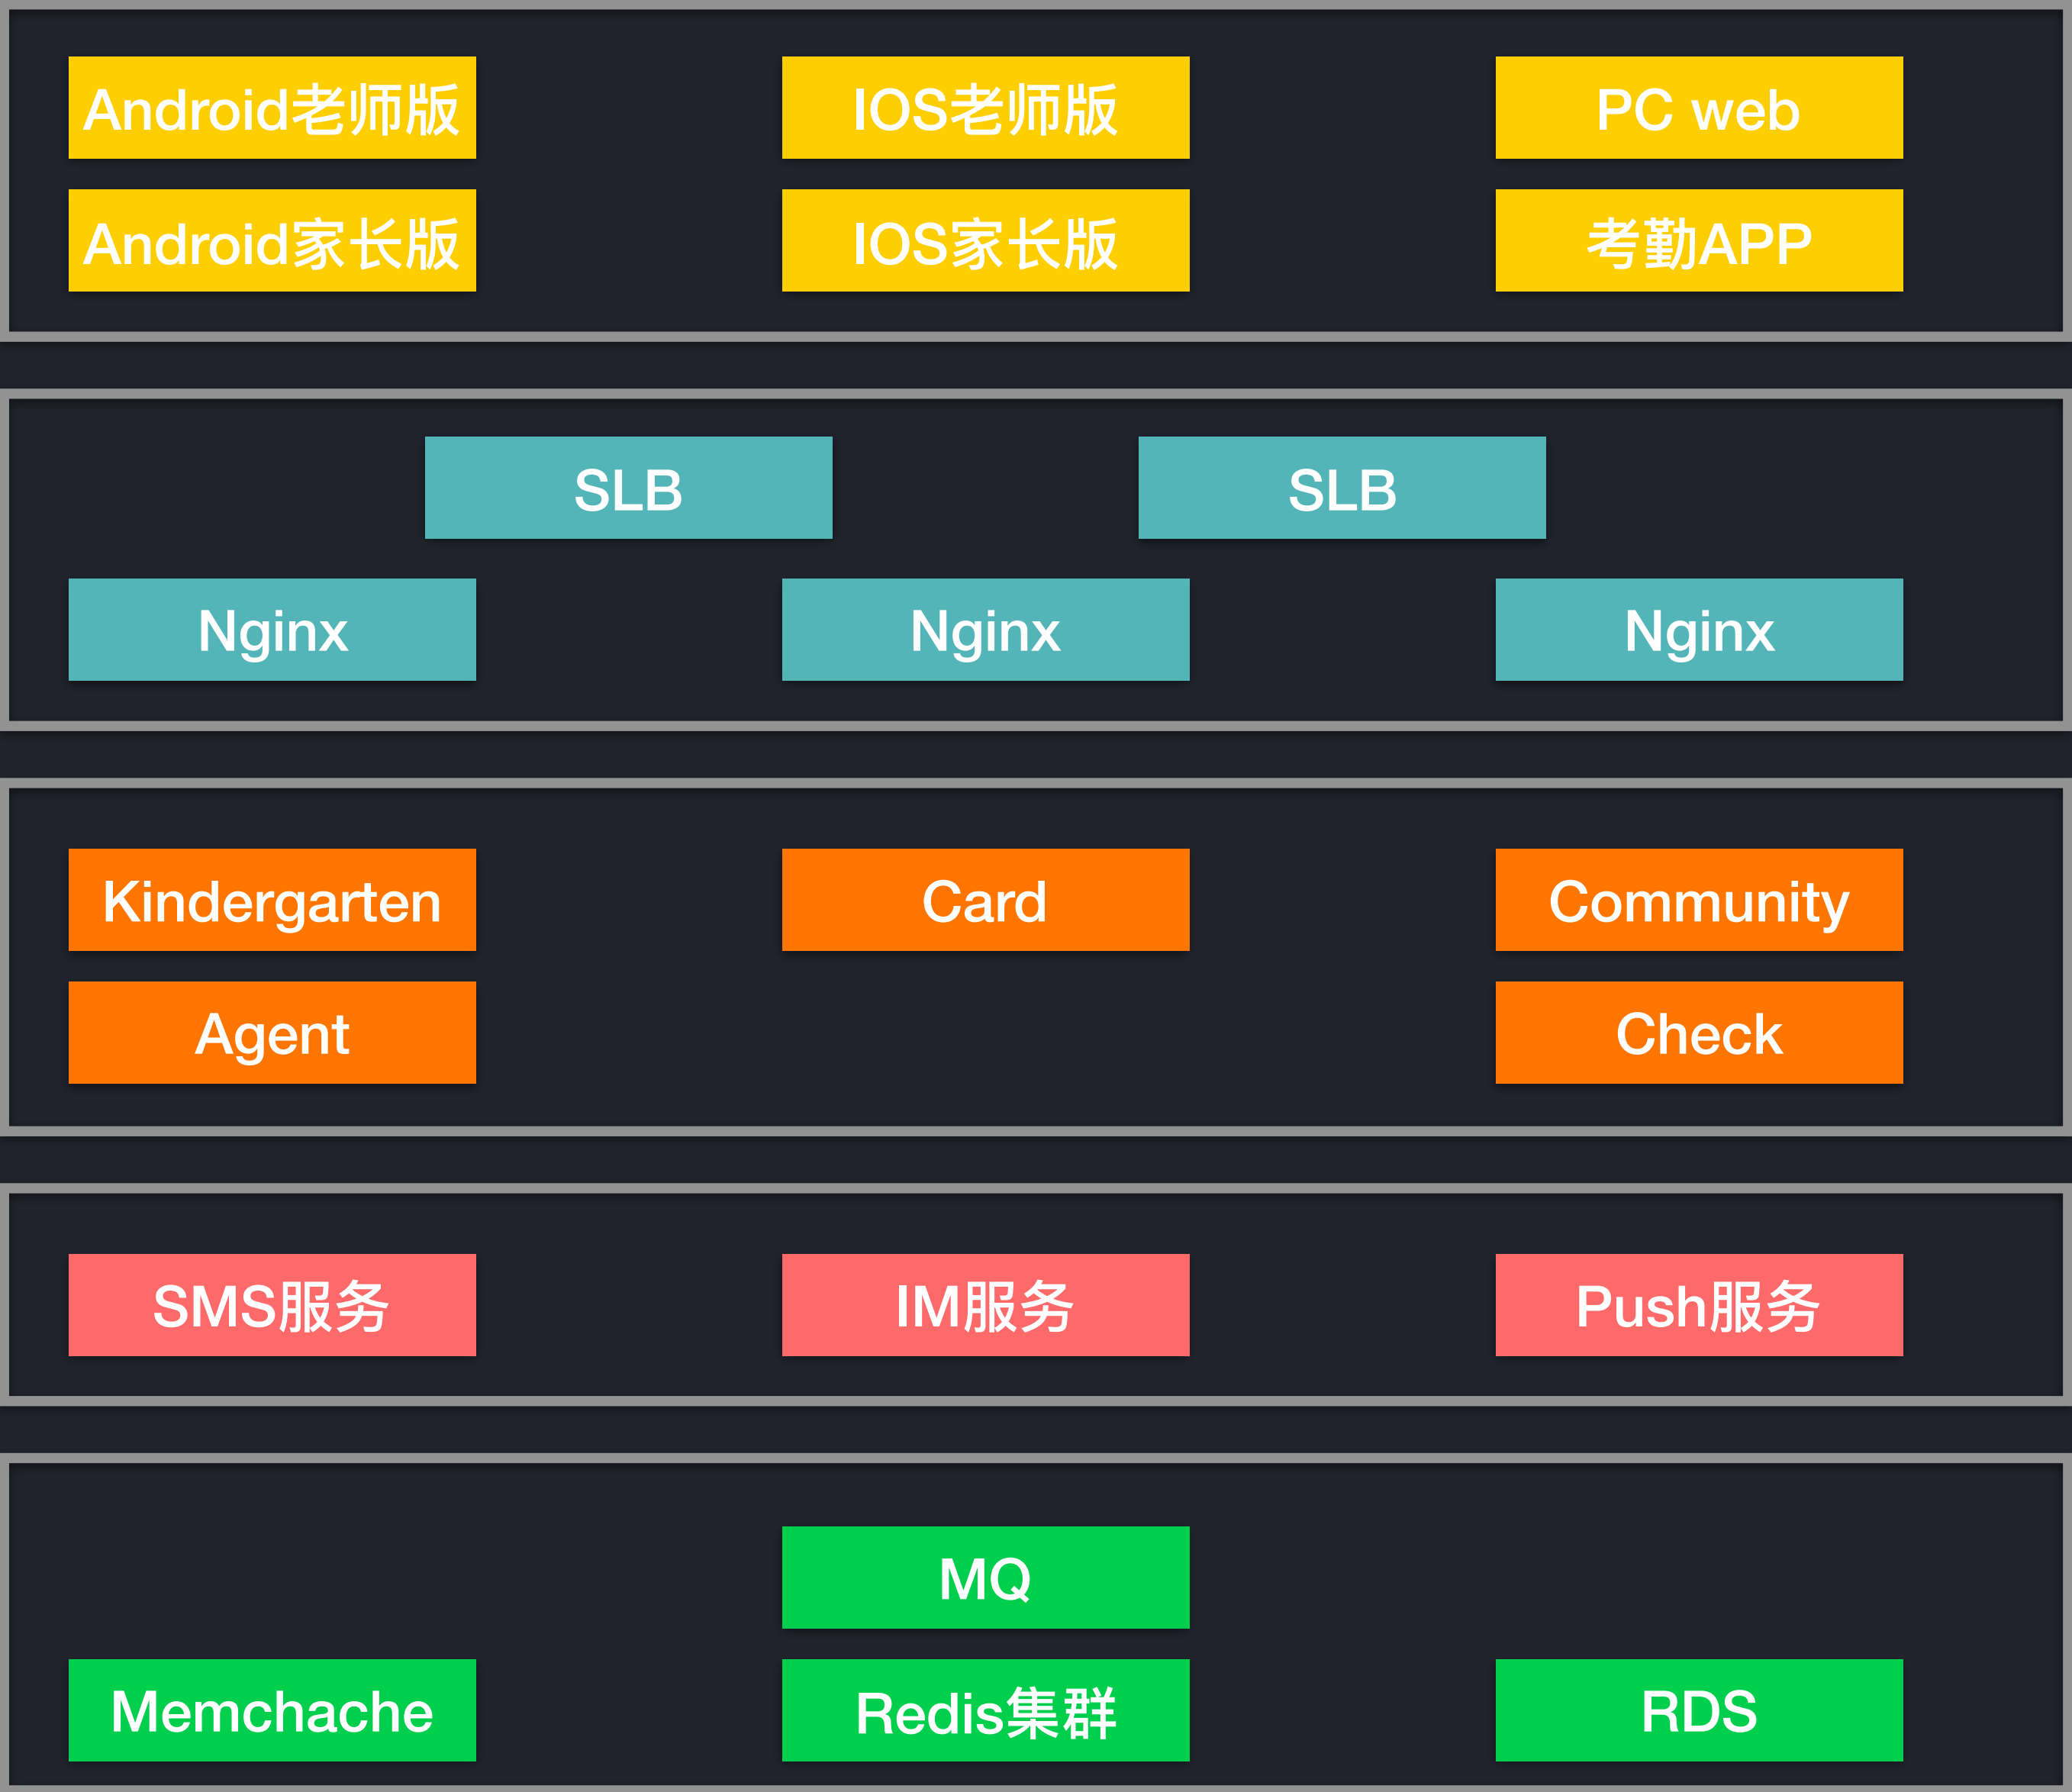 Android老师版
IOS老师版
PC web
Android家长版
IOS家长版
考勤APP
SLB
SLB
Nginx
Nginx
Nginx
Kindergarten
Card
Community
Agent
Check
SMS服务
IM服务
Push服务
MQ
Memchache
Redis集群
RDS